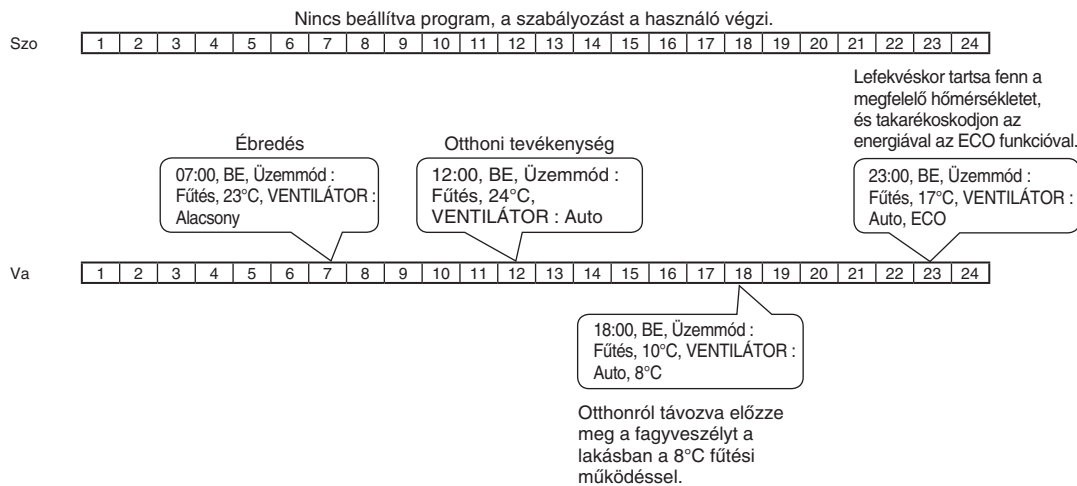 Nincs beállítva program, a szabályozást a használó végzi.
Szo 1 2 3 4 5 6 7 8 9 10 11 12 13 14 15 16 17 18 19 20 21 22 23 24
Lefekvéskor tartsa fenn a
megfelelő hőmérsékletet,
és takarékoskodjon az
energiával az ECO funkcióval.
Ébredés
07:00, BE, Üzemmód :
Fűtés, 23°C, VENTILÁTOR :
Alacsony
Otthoni tevékenység
12:00, BE, Üzemmód :
Fűtés, 24°C,
VENTILÁTOR : Auto
23:00, BE, Üzemmód :
Fűtés, 17°C, VENTILÁTOR :
Auto, ECO
Va 1 2 3 4 5 6 7 8 9 10 11 12 13 14 15 16 17 18 19 20 21 22 23 24
18:00, BE, Üzemmód :
Fűtés, 10°C, VENTILÁTOR :
Auto, 8°C
Otthonról távozva előzze
meg a fagyveszélyt a
lakásban a 8°C fűtési
működéssel.